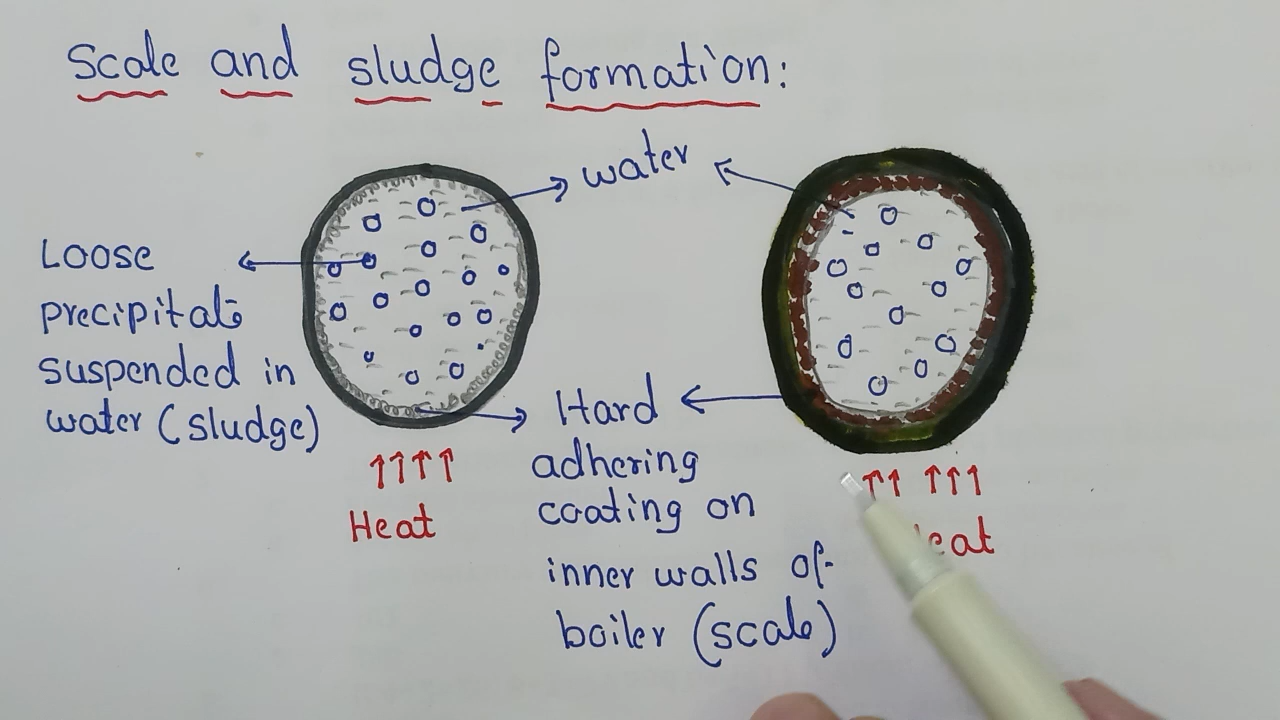 Scale and sludge formation:
water
Loose
precipitate
suspended in
water (sludge)
Heat
Hard
adhering
coating on
inner walls of
boiler (scale)
eat